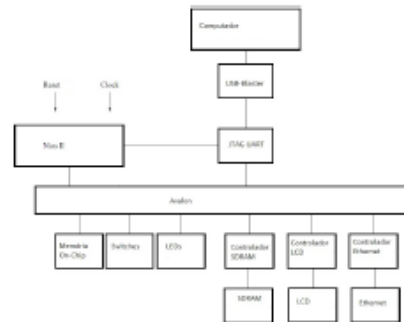 Computador
USB-Blaster
Reset
Clock
Nios II
JTAG UART
Avalon
Memória
On-Chip
Switches
LEDs
Controlador
SDRAM
Controlador
LCD
Controlador
Ethernet
SDRAM
LCD
Ethernet